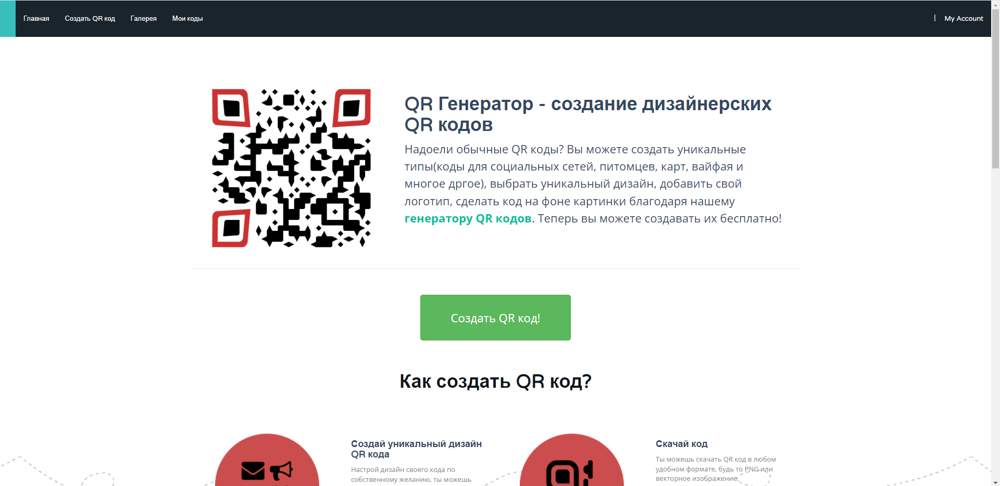 Главная
Создать QR код
Галерея
Мои коды
| My Account
QR Генератор - создание дизайнерских
QR кодов
Надоели обычные QR коды? Вы можете создать уникальные
типы(коды для социальных сетей, питомцев, карт, вайфая и
многое дргое), выбрать уникальный дизайн, добавить свой
логотип, сделать код на фоне картинки благодаря нашему
генератору QR кодов. Теперь вы можете создавать их бесплатно!
Создать QR код!
Как создать QR код?
Создай уникальный дизайн
QR кода
Настрой дизайн своего кода по
собственному желанию, ты можешь
Скачай код
Ты можешь скачать QR код в любом
удобном формате, будь то PNG или
векторное изображение.